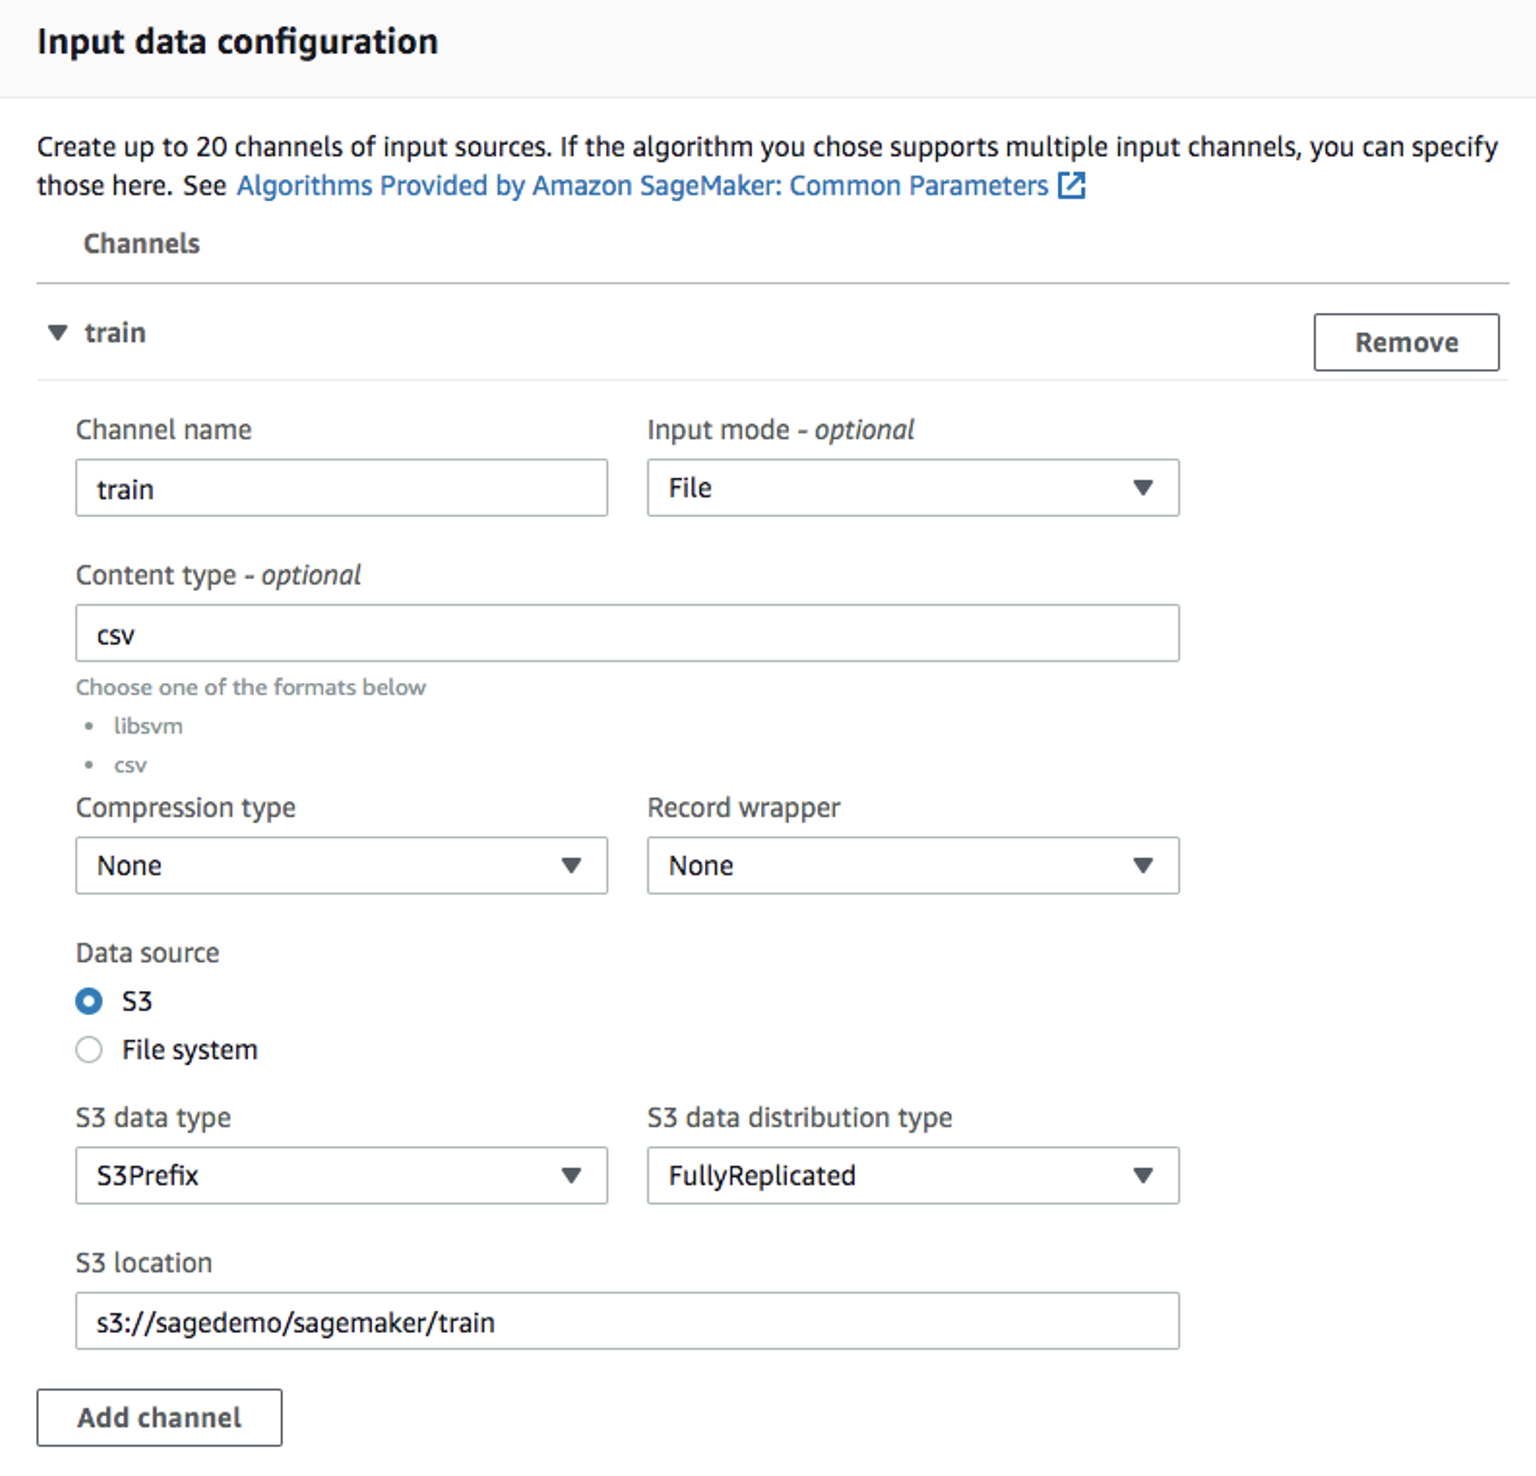 Input data configuration
Create up to 20 channels of input sources. If the algorithm you chose supports multiple input channels, you can specify
those here. See Algorithms Provided by Amazon SageMaker: Common Parameters
Channels
train
Remove
Channel name
Input mode - optional
train
File
Content type - optional
csv
Choose one of the formats below
• libsvm
• csv
Compression type
Record wrapper
None
None
Data source
S3
File system
S3 data type
S3 data distribution type
S3Prefix
FullyReplicated
S3 location
s3://sagedemo/sagemaker/train
Add channel